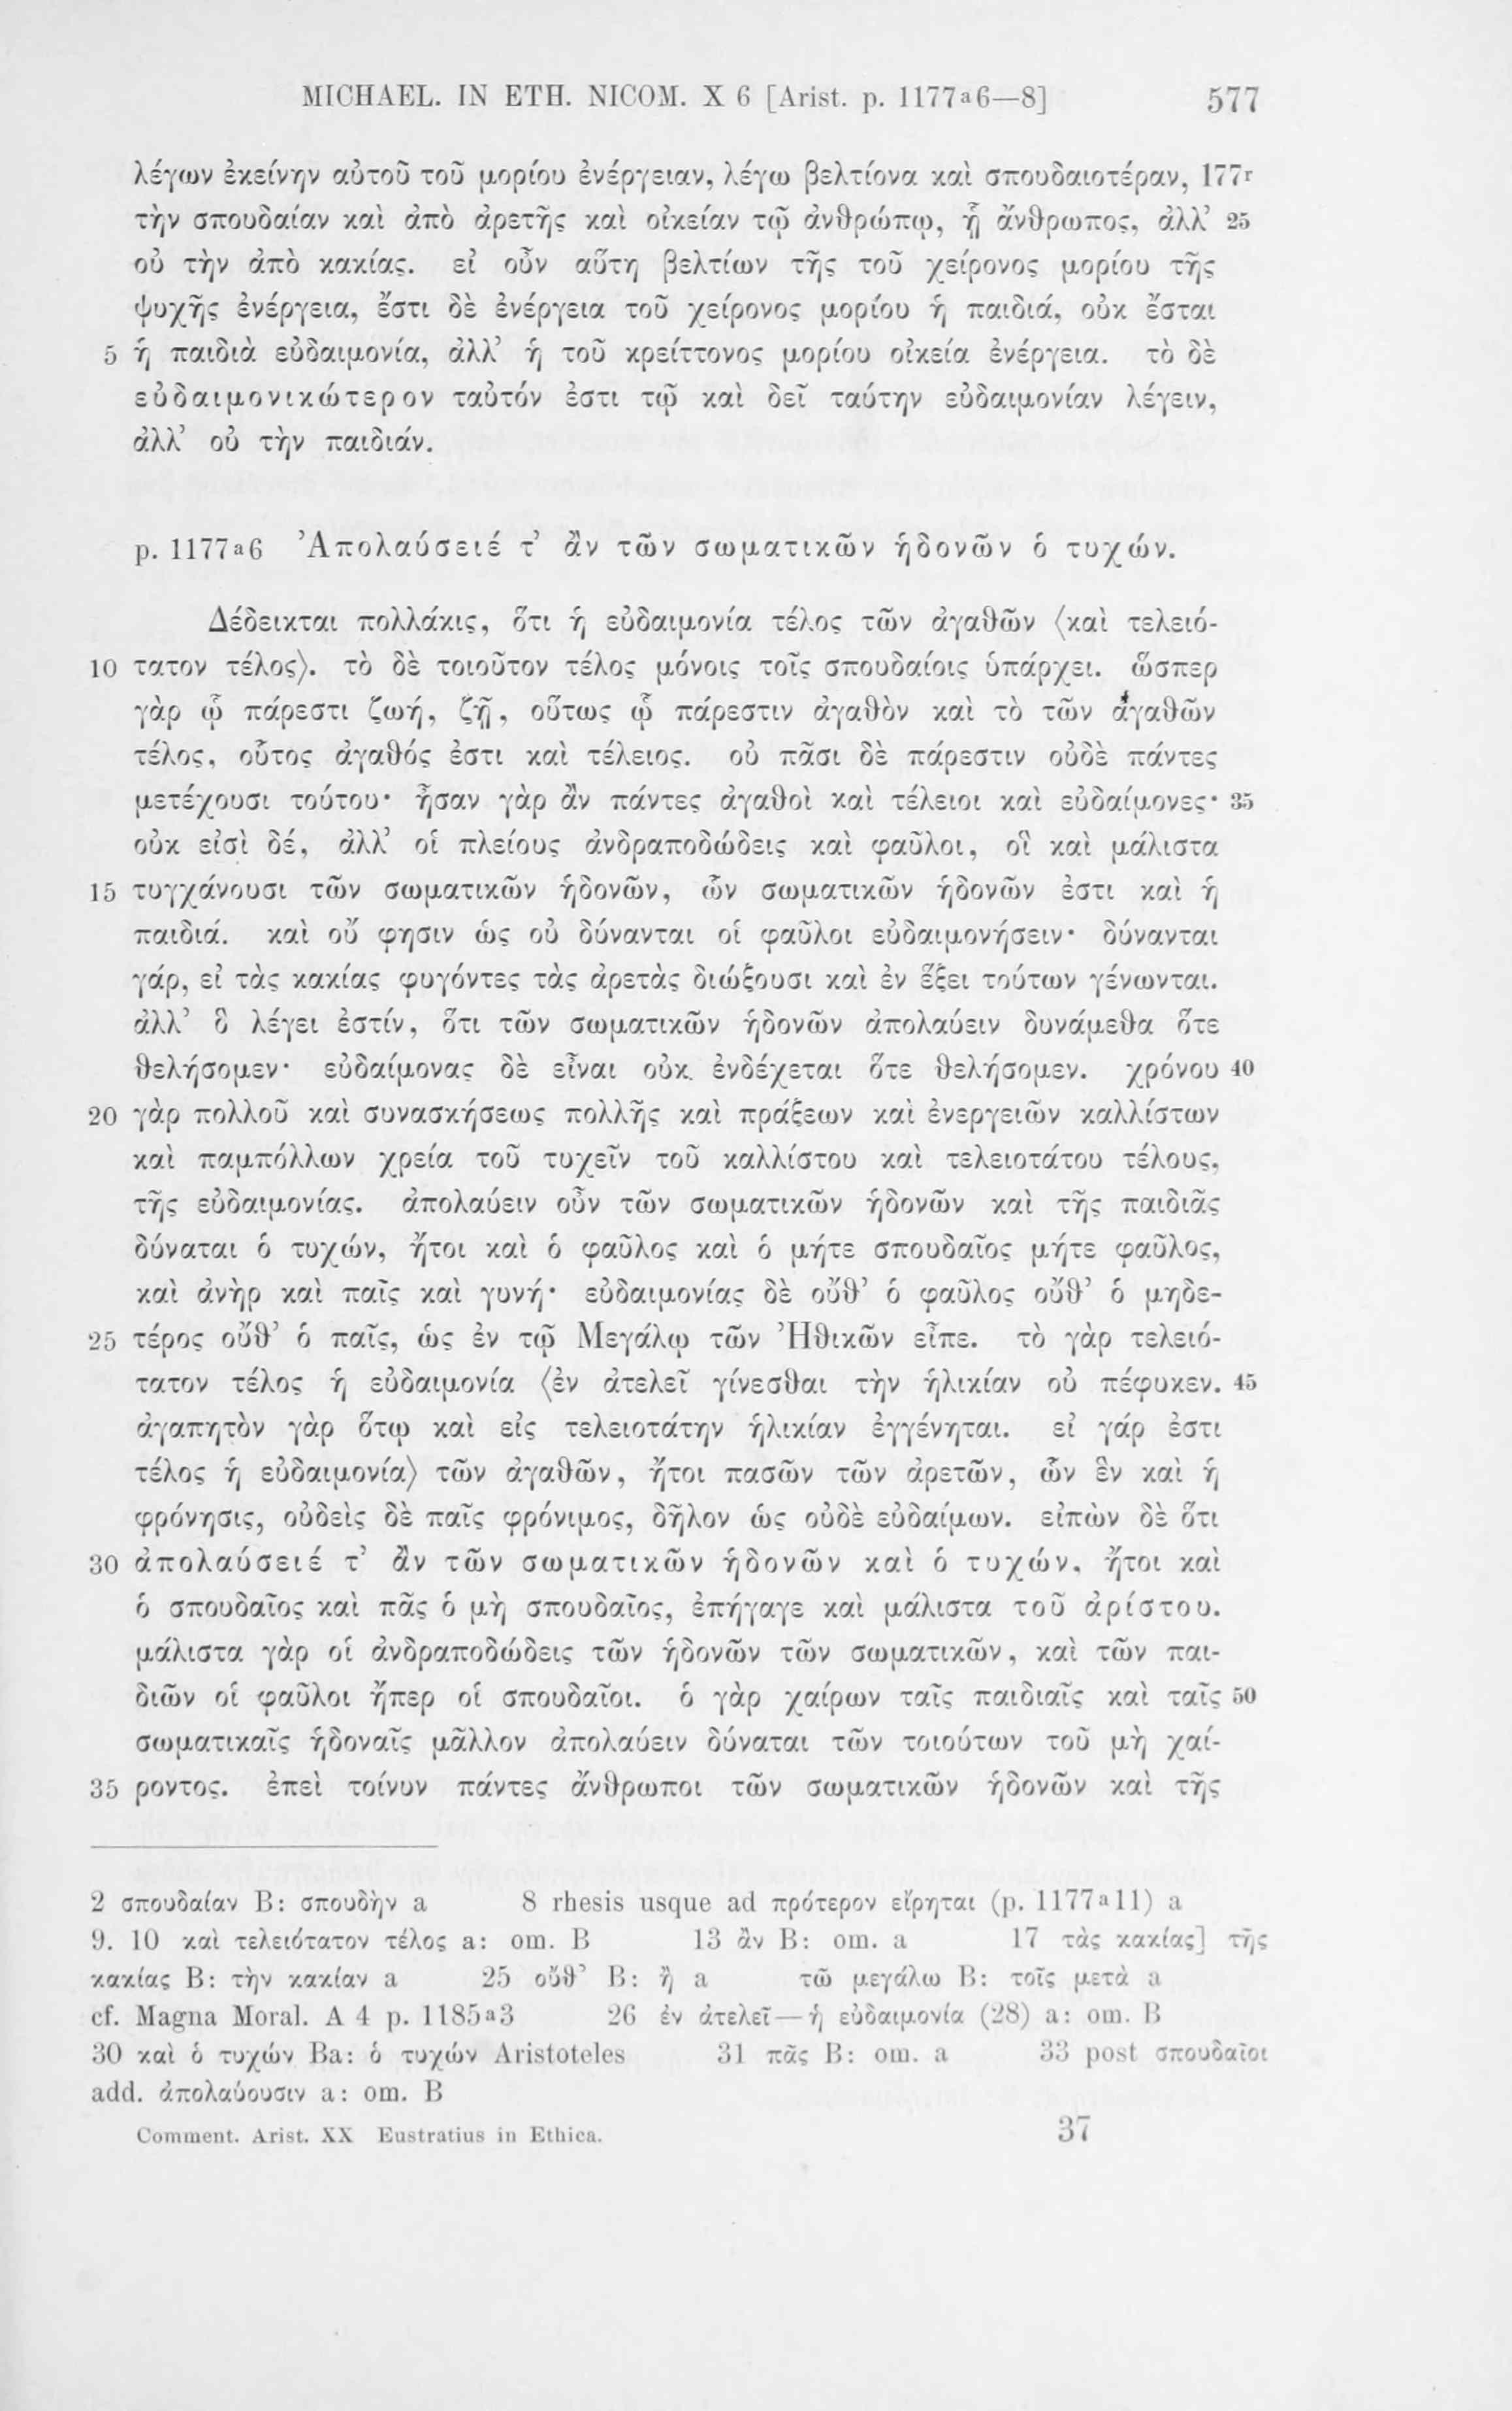 MICHAEL. IN ETH. NICOM. X 6 [Arist. p. 1177ᵃ6—8] 577
λέγων ἐκείνην αὐτοῦ τοῦ μορίου ἐνέργειαν, λέγω βελτίονα καὶ σπουδαιοτέραν, 177ʳ
τὴν σπουδαίαν καὶ ἀπὸ ἀρετῆς καὶ οἰκείαν τῷ ἀνθρώπῳ, ᾗ ἄνθρωπος, ἀλλ’ 25
οὐ τὴν ἀπὸ κακίας. εἰ οὖν αὕτη βελτίων τῆς τοῦ χείρονος μορίου τῆς
ψυχῆς ἐνέργεια, ἔστι δὲ ἐνέργεια τοῦ χείρονος μορίου ἡ παιδιά, οὐκ ἔσται
5 ἡ παιδιὰ εὐδαιμονία, ἀλλ’ ἡ τοῦ κρείττονος μορίου οἰκεία ἐνέργεια. τὸ δὲ
εὐδαιμονικώτερον ταὐτόν ἐστι τῷ καὶ δεῖ ταύτην εὐδαιμονίαν λέγειν,
ἀλλ’ οὐ τὴν παιδιάν.
p. 1177ᵃ6 Ἀπολαύσειέ τ’ ἂν τῶν σωματικῶν ἡδονῶν ὁ τυχών.
Δέδεικται πολλάκις, ὅτι ἡ εὐδαιμονία τέλος τῶν ἀγαθῶν ⟨καὶ τελειό-
10 τατον τέλος⟩. τὸ δὲ τοιοῦτον τέλος μόνοις τοῖς σπουδαίοις ὑπάρχει. ὥσπερ
γὰρ ᾧ πάρεστι ζωή, ζῇ, οὕτως ᾧ πάρεστιν ἀγαθὸν καὶ τὸ τῶν ἀγαθῶν
τέλος, οὗτος ἀγαθός ἐστι καὶ τέλειος. οὐ πᾶσι δὲ πάρεστιν οὐδὲ πάντες
μετέχουσι τούτου· ἦσαν γὰρ ἂν πάντες ἀγαθοὶ καὶ τέλειοι καὶ εὐδαίμονες· 35
οὐκ εἰσὶ δέ, ἀλλ’ οἱ πλείους ἀνδραποδώδεις καὶ φαῦλοι, οἳ καὶ μάλιστα
15 τυγχάνουσι τῶν σωματικῶν ἡδονῶν, ὧν σωματικῶν ἡδονῶν ἐστι καὶ ἡ
παιδιά. καὶ οὔ φησιν ὡς οὐ δύνανται οἱ φαῦλοι εὐδαιμονήσειν· δύνανται
γάρ, εἰ τὰς κακίας φυγόντες τὰς ἀρετὰς διώξουσι καὶ ἐν ἕξει τούτων γένωνται.
ἀλλ’ ὃ λέγει ἐστίν, ὅτι τῶν σωματικῶν ἡδονῶν ἀπολαύειν δυνάμεθα ὅτε
θελήσομεν· εὐδαίμονας δὲ εἶναι οὐκ ἐνδέχεται ὅτε θελήσομεν. χρόνου 40
20 γὰρ πολλοῦ καὶ συνασκήσεως πολλῆς καὶ πράξεων καὶ ἐνεργειῶν καλλίστων
καὶ παμπόλλων χρεία τοῦ τυχεῖν τοῦ καλλίστου καὶ τελειοτάτου τέλους,
τῆς εὐδαιμονίας. ἀπολαύειν οὖν τῶν σωματικῶν ἡδονῶν καὶ τῆς παιδιᾶς
δύναται ὁ τυχών, ἤτοι καὶ ὁ φαῦλος καὶ ὁ μήτε σπουδαῖος μήτε φαῦλος,
καὶ ἀνὴρ καὶ παῖς καὶ γυνή· εὐδαιμονίας δὲ οὔθ’ ὁ φαῦλος οὔθ’ ὁ μηδε-
25 τέρος οὔθ’ ὁ παῖς, ὡς ἐν τῷ Μεγάλῳ τῶν Ἠθικῶν εἶπε. τὸ γὰρ τελειό-
τατον τέλος ἡ εὐδαιμονία ⟨ἐν ἀτελεῖ γίνεσθαι τὴν ἡλικίαν οὐ πέφυκεν. 45
ἀγαπητὸν γὰρ ὅτῳ καὶ εἰς τελειοτάτην ἡλικίαν ἐγγένηται. εἰ γάρ ἐστι
τέλος ἡ εὐδαιμονία⟩ τῶν ἀγαθῶν, ἤτοι πασῶν τῶν ἀρετῶν, ὧν ἓν καὶ ἡ
φρόνησις, οὐδεὶς δὲ παῖς φρόνιμος, δῆλον ὡς οὐδὲ εὐδαίμων. εἰπὼν δὲ ὅτι
30 ἀπολαύσειέ τ’ ἂν τῶν σωματικῶν ἡδονῶν καὶ ὁ τυχών, ἤτοι καὶ
ὁ σπουδαῖος καὶ πᾶς ὁ μὴ σπουδαῖος, ἐπήγαγε καὶ μάλιστα τοῦ ἀρίστου.
μάλιστα γὰρ οἱ ἀνδραποδώδεις τῶν ἡδονῶν τῶν σωματικῶν, καὶ τῶν παι-
διῶν οἱ φαῦλοι ἤπερ οἱ σπουδαῖοι. ὁ γὰρ χαίρων ταῖς παιδιαῖς καὶ ταῖς 50
σωματικαῖς ἡδοναῖς μᾶλλον ἀπολαύειν δύναται τῶν τοιούτων τοῦ μὴ χαί-
35 ροντος. ἐπεὶ τοίνυν πάντες ἄνθρωποι τῶν σωματικῶν ἡδονῶν καὶ τῆς
2 σπουδαίαν B: σπουδὴν a 8 rhesis usque ad πρότερον εἴρηται (p. 1177ᵃ11) a
9. 10 καὶ τελειότατον τέλος a: om. B 13 ἂν B: om. a 17 τὰς κακίας] τῆς
κακίας B: τὴν κακίαν a 25 οὔθ’ B: ἢ a τῶ μεγάλω B: τοῖς μετὰ a
cf. Magna Moral. A 4 p. 1185ᵃ3 26 ἐν ἀτελεῖ — ἡ εὐδαιμονία (28) a: om. B
30 καὶ ὁ τυχών Ba: ὁ τυχών Aristoteles 31 πᾶς B: om. a 33 post σπουδαῖοι
add. ἀπολαύουσιν a: om. B
Comment. Arist. XX Eustratius in Ethica. 37